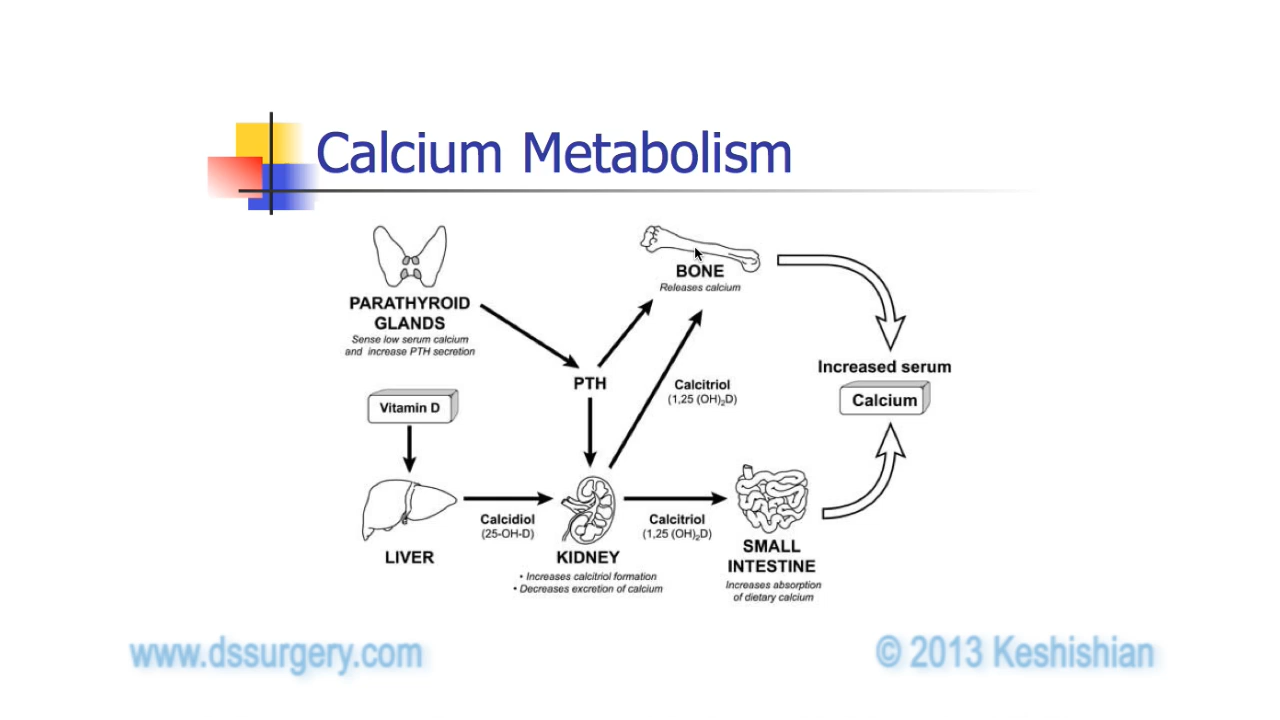 Calcium Metabolism
PARATHYROID
GLANDS
Sense low serum calcium
and increase PTH secretion
BONE
Releases calcium
PTH
Increased serum
Calcium
Calcitriol
(1,25 (OH)₂D)
Vitamin D
LIVER
Calcidiol
(25-OH-D)
KIDNEY
• Increases calcitriol formation
• Decreases excretion of calcium
Calcitriol
(1,25 (OH)₂D)
SMALL
INTESTINE
Increases absorption
of dietary calcium
www.dssurgery.com
© 2013 Keshishian